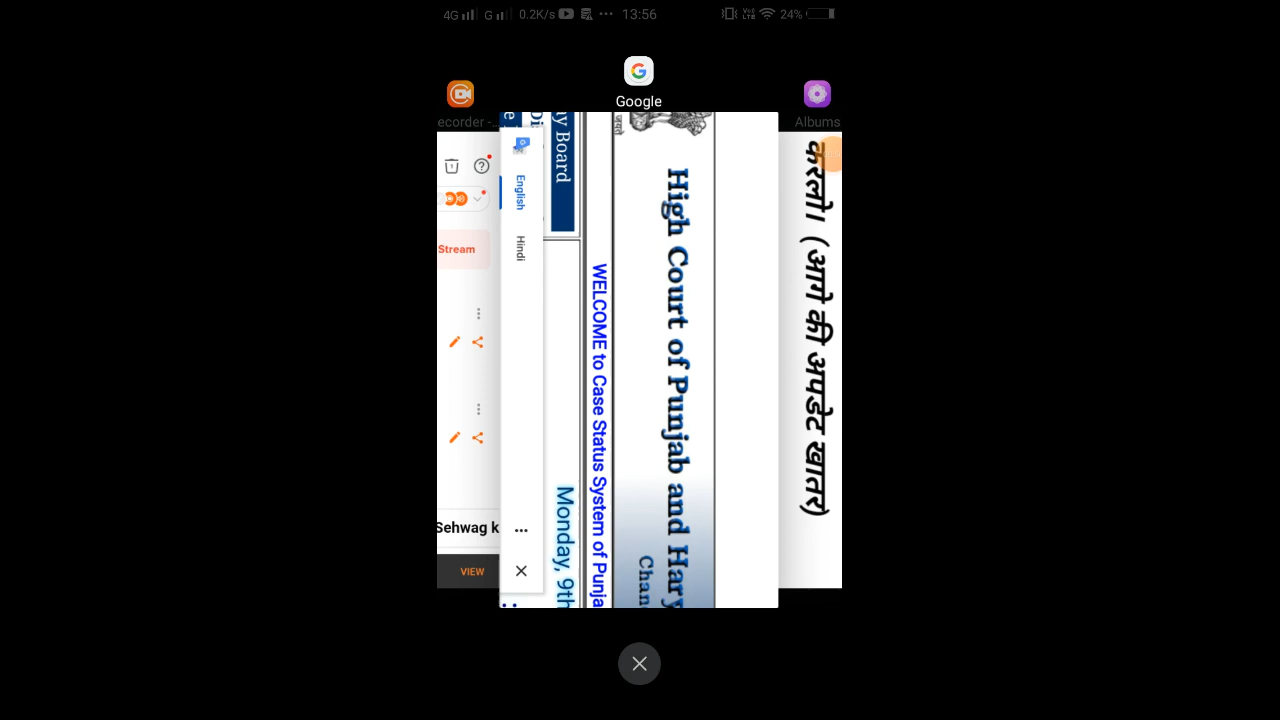 4G G 0.2K/s 13:56 24%
Google
ecorder -
Albums
Stream
Sehwag k
VIEW
English
Hindi
ay Board
High Court of Punjab and Hary
Chan
WELCOME to Case Status System of Punja
Monday, 9th
करलो। (आगे की अपडेट खातर)